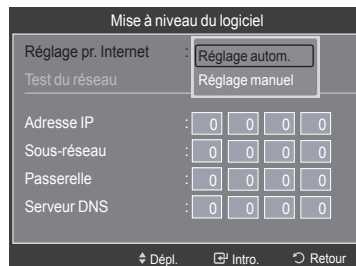 Mise à niveau du logiciel
Réglage pr. Internet : Réglage autom.
Test du réseau Réglage manuel
Adresse IP : 0 0 0 0
Sous-réseau : 0 0 0 0
Passerelle : 0 0 0 0
Serveur DNS : 0 0 0 0
Dépl. Intro. Retour